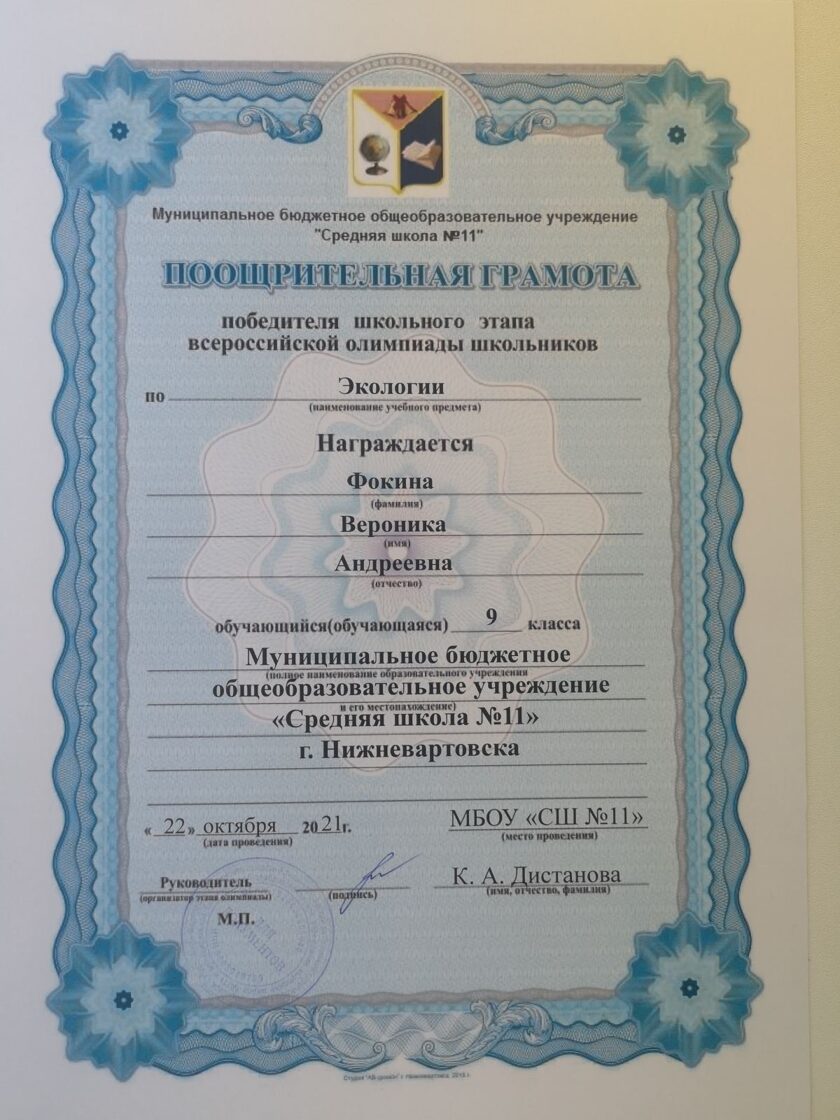 Муниципальное бюджетное общеобразовательное учреждение
"Средняя школа №11"
ПООЩРИТЕЛЬНАЯ ГРАМОТА
победителя школьного этапа
всероссийской олимпиады школьников
по Экологии
(наименование учебного предмета)
Награждается
Фокина
(фамилия)
Вероника
(имя)
Андреевна
(отчество)
обучающийся(обучающаяся) 9 класса
Муниципальное бюджетное
(полное наименование образовательного учреждения
общеобразовательное учреждение
и его местонахождение)
«Средняя школа №11»
г. Нижневартовска
« 22 » октября 2021г. МБОУ «СШ №11»
(дата проведения) (место проведения)
Руководитель К. А. Дистанова
(организатор этапа олимпиады) (подпись) (имя, отчество, фамилия)
М.П.